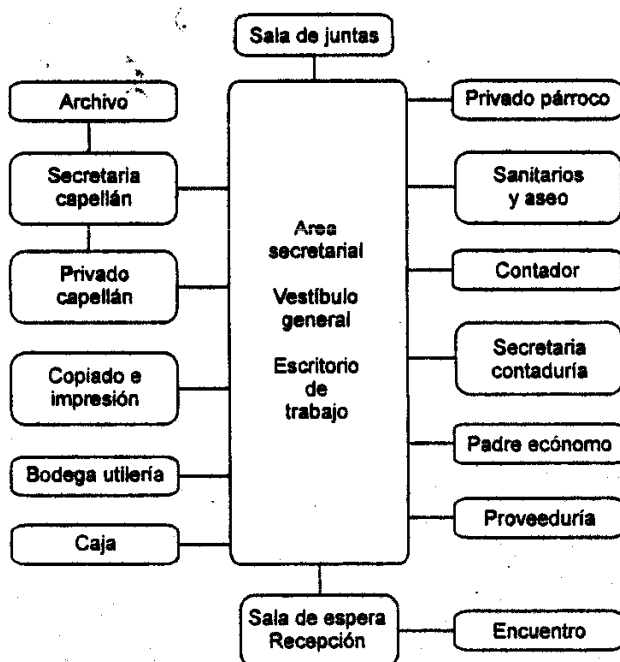 Sala de juntas
Archivo
Secretaria
capellán
Privado
capellán
Copiado e
impresión
Bodega utilería
Caja
Area
secretarial
Vestíbulo
general
Escritorio
de
trabajo
Privado párroco
Sanitarios
y aseo
Contador
Secretaria
contaduría
Padre ecónomo
Proveeduría
Sala de espera
Recepción
Encuentro